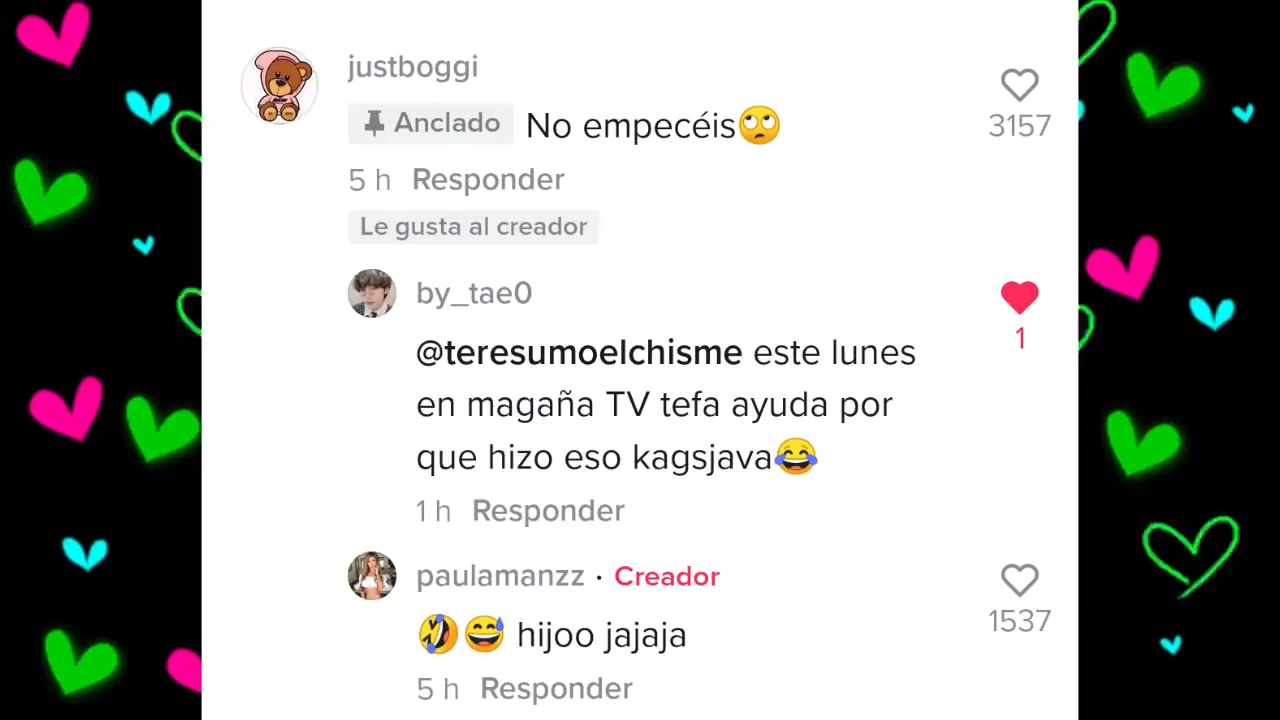 justboggi
Anclado No empecéis🙄
3157
5 h Responder
Le gusta al creador
by_tae0
@teresumoelchisme este lunes
en magaña TV tefa ayuda por
que hizo eso kagsjava😂
1
1 h Responder
paulamanzz · Creador
🤣😅 hijoo jajaja
1537
5 h Responder